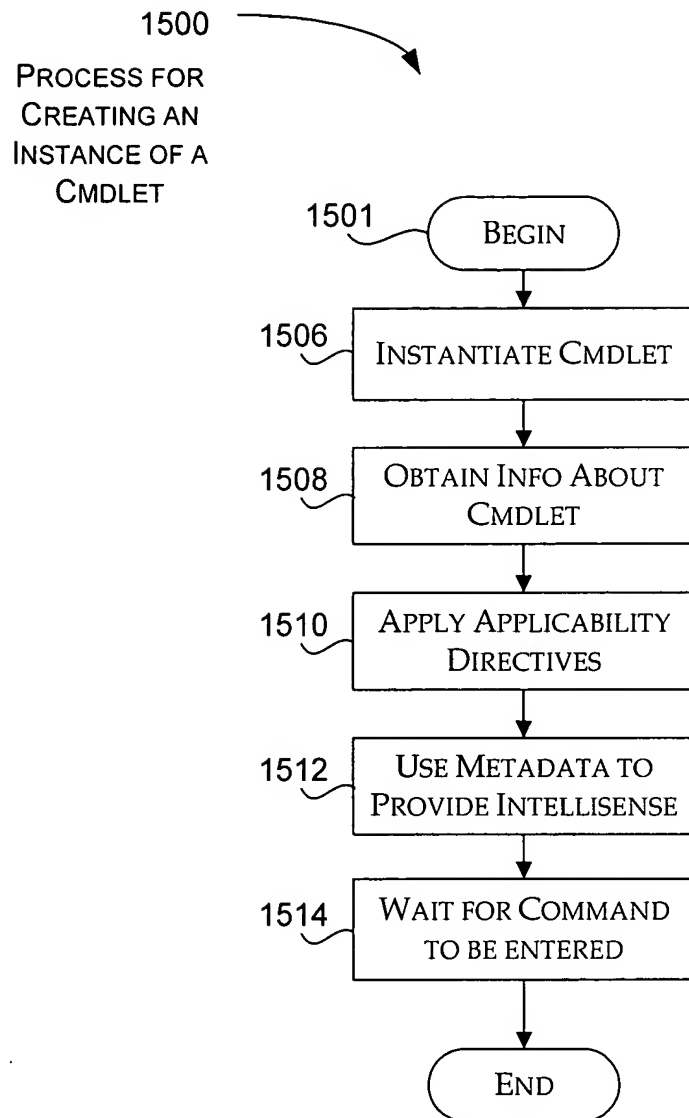 1500
PROCESS FOR
CREATING AN
INSTANCE OF A
CMDLET
1501
BEGIN
1506
INSTANTIATE CMDLET
1508
OBTAIN INFO ABOUT
CMDLET
1510
APPLY APPLICABILITY
DIRECTIVES
1512
USE METADATA TO
PROVIDE INTELLISENSE
1514
WAIT FOR COMMAND
TO BE ENTERED
END